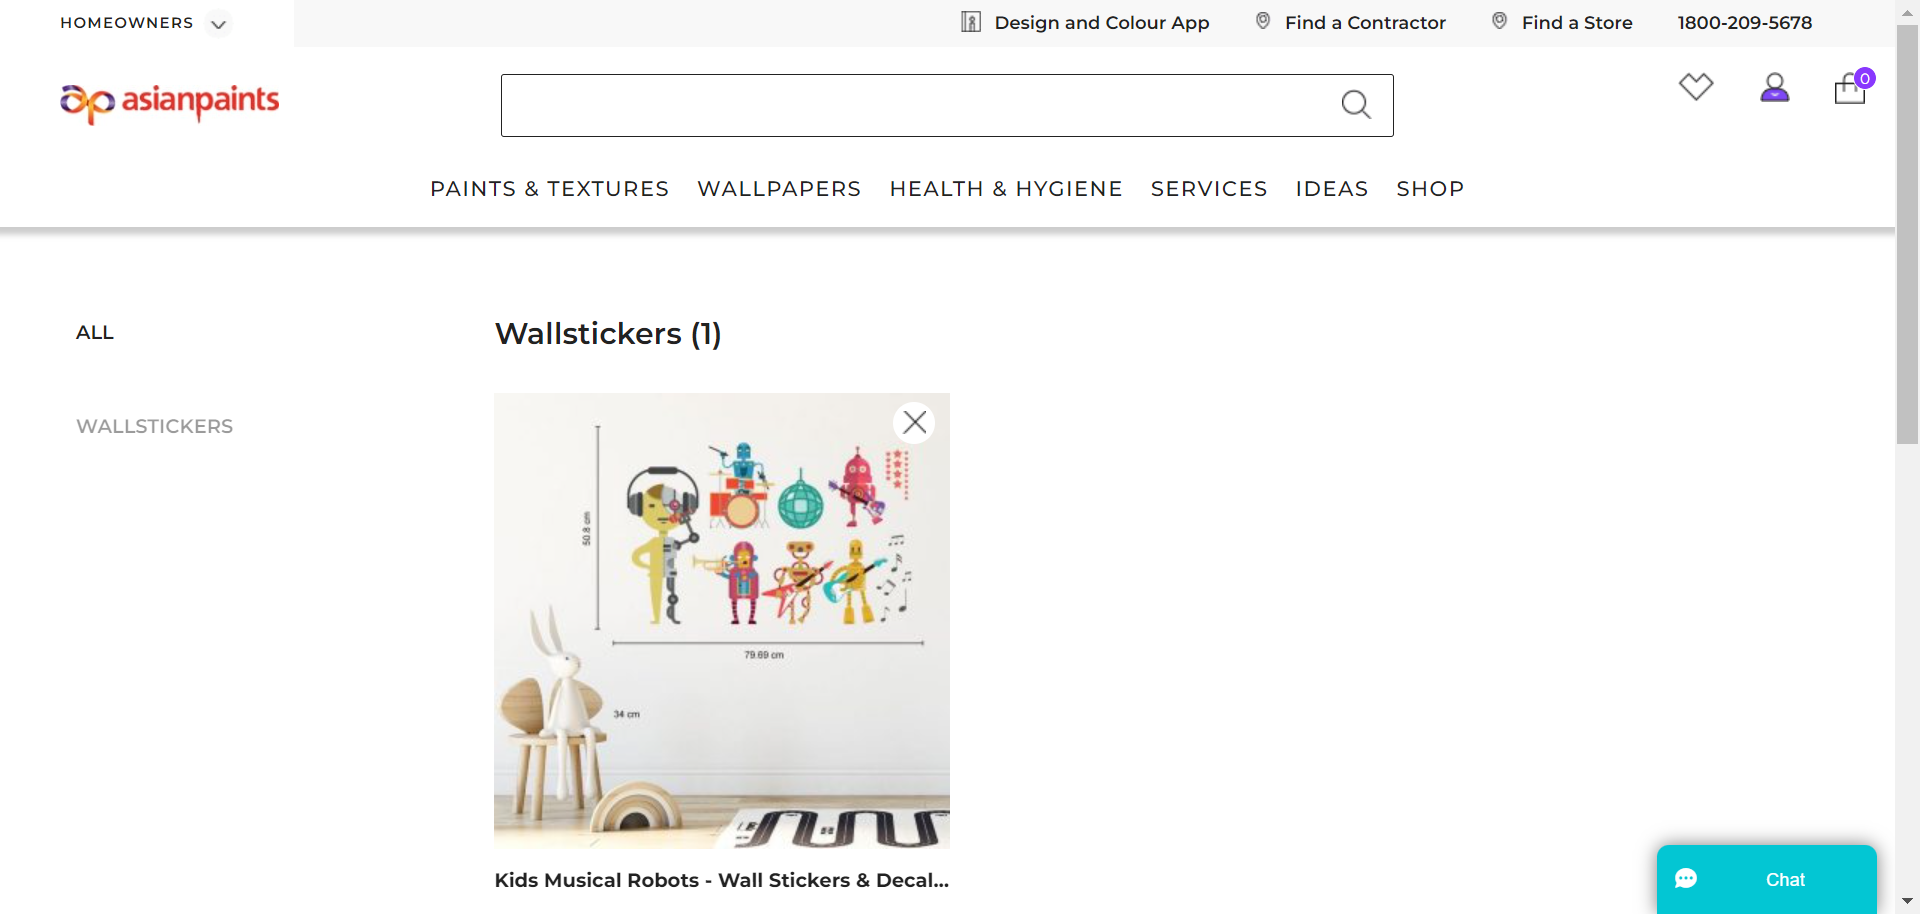 HOMEOWNERS
Design and Colour App
Find a Contractor
Find a Store
1800-209-5678
ap asianpaints
0
PAINTS & TEXTURES
WALLPAPERS
HEALTH & HYGIENE
SERVICES
IDEAS
SHOP
ALL
WALLSTICKERS
Wallstickers (1)
50.8 cm
79.69 cm
34 cm
Kids Musical Robots - Wall Stickers & Decal...
Chat